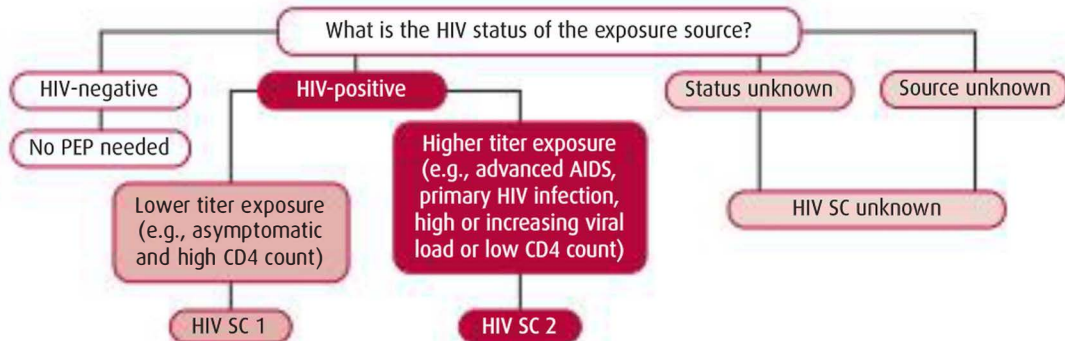 What is the HIV status of the exposure source?
HIV-negative
HIV-positive
Status unknown
Source unknown
No PEP needed
Lower titer exposure
(e.g., asymptomatic
and high CD4 count)
Higher titer exposure
(e.g., advanced AIDS,
primary HIV infection,
high or increasing viral
load or low CD4 count)
HIV SC unknown
HIV SC 1
HIV SC 2